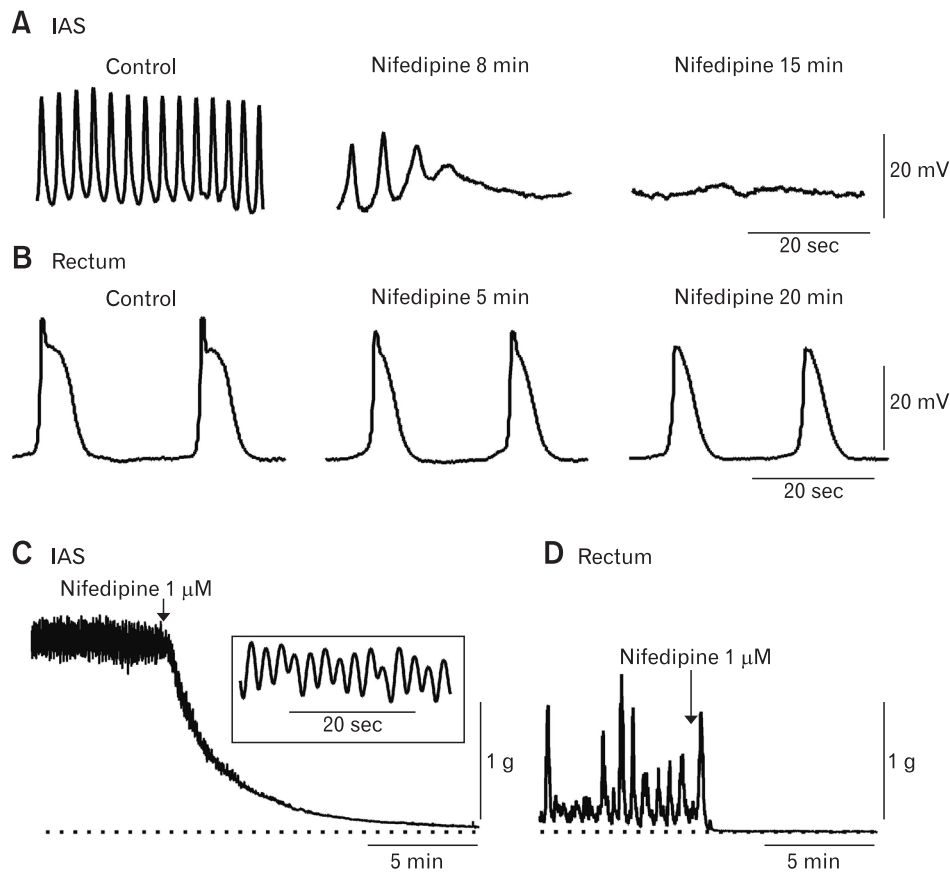 A IAS
Control Nifedipine 8 min Nifedipine 15 min
20 mV
20 sec
B Rectum
Control Nifedipine 5 min Nifedipine 20 min
20 mV
20 sec
C IAS
Nifedipine 1 μM
20 sec
1 g
5 min
D Rectum
Nifedipine 1 μM
1 g
5 min